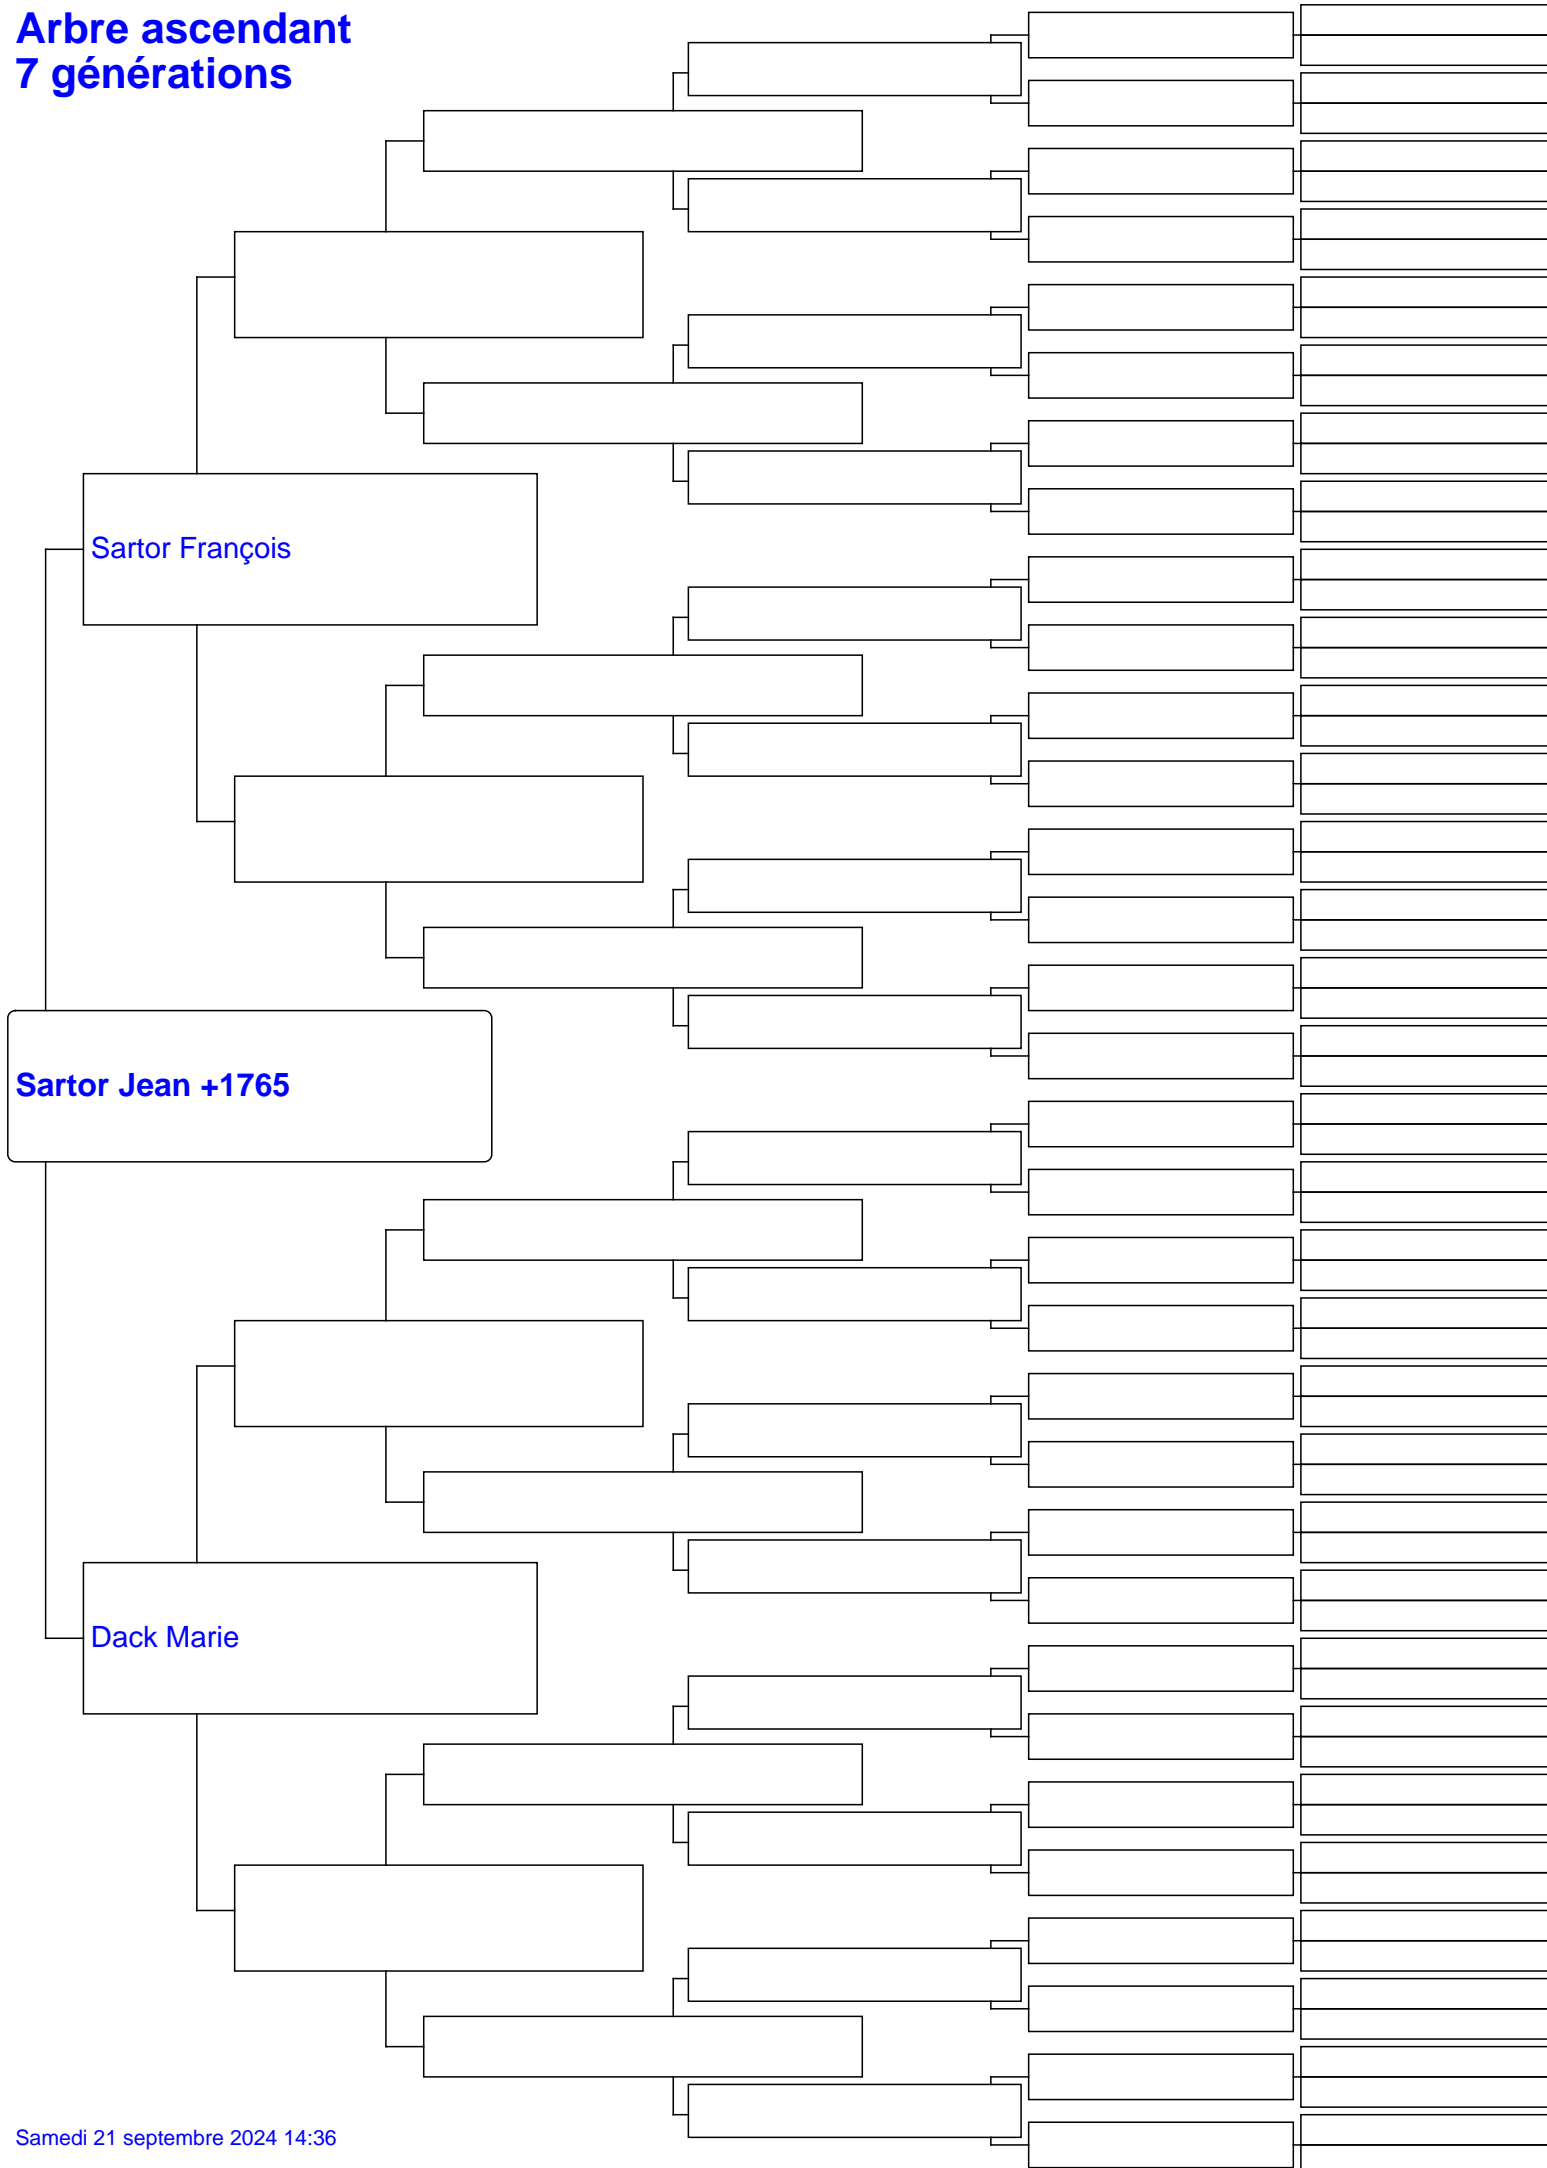 Arbre ascendant
7 générations
Sartor François
Sartor Jean +1765
Dack Marie
Samedi 21 septembre 2024 14:36